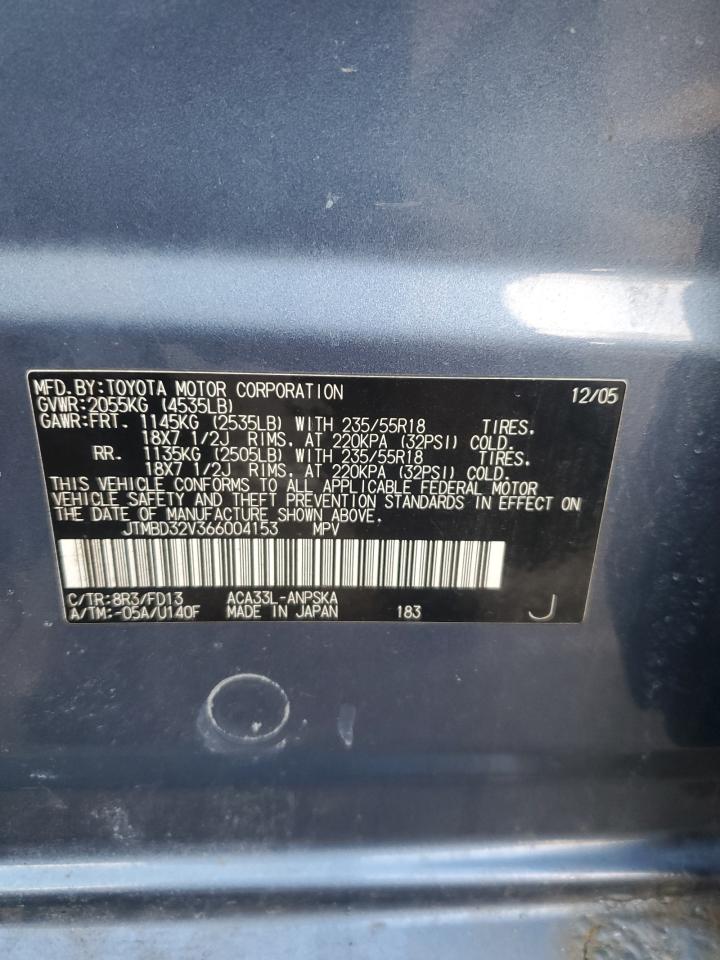 MFD. BY: TOYOTA MOTOR CORPORATION 12/05
GVWR: 2055KG (4535LB)
GAWR: FRT. 1145KG (2535LB) WITH 235/55R18 TIRES.
18X7 1/2J RIMS. AT 220KPA (32PSI) COLD.
RR. 1135KG (2505LB) WITH 235/55R18 TIRES.
18X7 1/2J RIMS. AT 220KPA (32PSI) COLD.
THIS VEHICLE CONFORMS TO ALL APPLICABLE FEDERAL MOTOR
VEHICLE SAFETY AND THEFT PREVENTION STANDARDS IN EFFECT ON
THE DATE OF MANUFACTURE SHOWN ABOVE.
JTMBD32V366004153 MPV
C/TR: 8R3/FD13 ACA33L-ANPSKA
A/TM: -05A/U140F MADE IN JAPAN 183 J